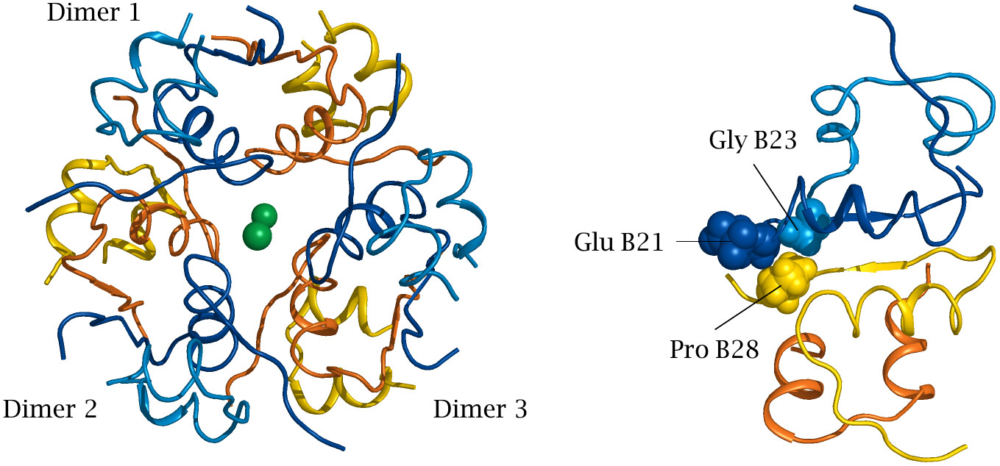 Dimer 1
Gly B23
Glu B21
Pro B28
Dimer 2
Dimer 3